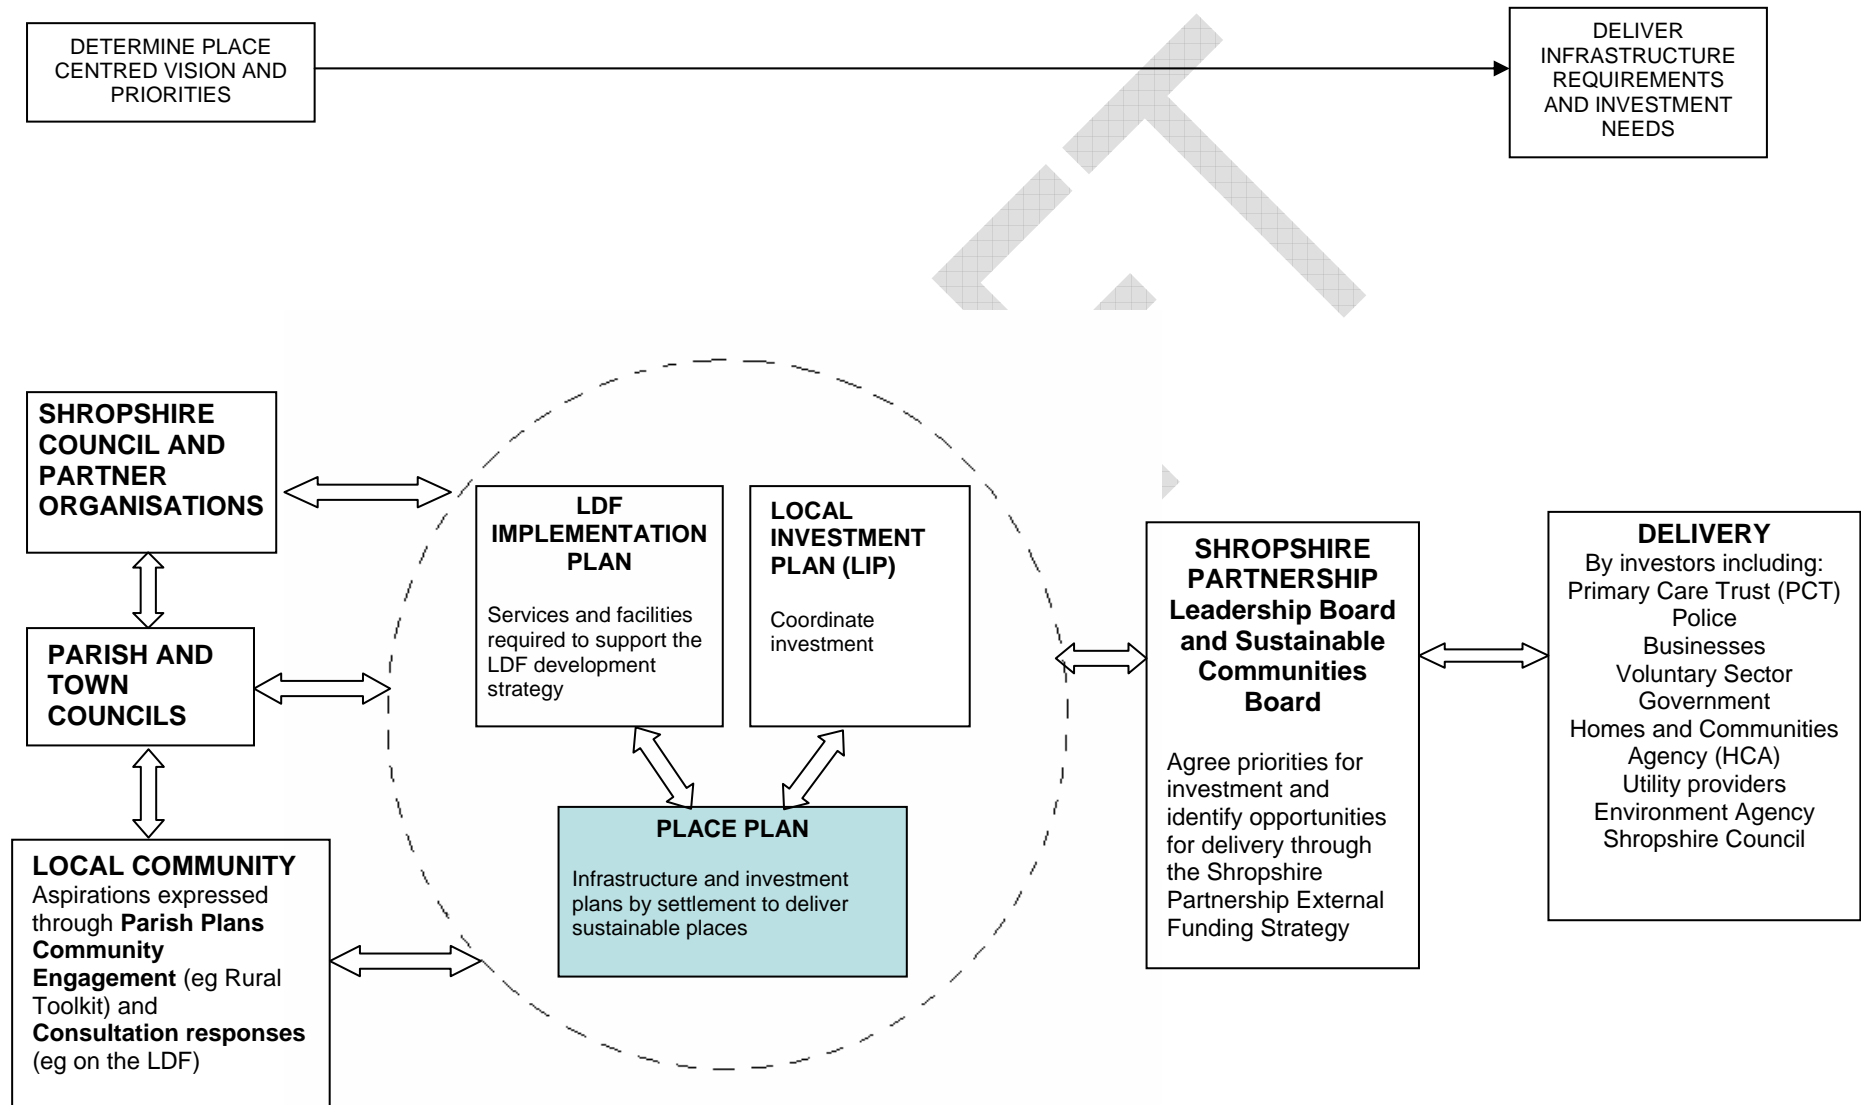 DETERMINE PLACE
CENTRED VISION AND
PRIORITIES
DELIVER
INFRASTRUCTURE
REQUIREMENTS
AND INVESTMENT
NEEDS
SHROPSHIRE
COUNCIL AND
PARTNER
ORGANISATIONS
PARISH AND
TOWN
COUNCILS
LOCAL COMMUNITY
Aspirations expressed
through Parish Plans
Community
Engagement (eg Rural
Toolkit) and
Consultation responses
(eg on the LDF)
LDF
IMPLEMENTATION
PLAN
Services and facilities
required to support the
LDF development
strategy
LOCAL
INVESTMENT
PLAN (LIP)
Coordinate
investment
PLACE PLAN
Infrastructure and investment
plans by settlement to deliver
sustainable places
SHROPSHIRE
PARTNERSHIP
Leadership Board
and Sustainable
Communities
Board
Agree priorities for
investment and
identify opportunities
for delivery through
the Shropshire
Partnership External
Funding Strategy
DELIVERY
By investors including:
Primary Care Trust (PCT)
Police
Businesses
Voluntary Sector
Government
Homes and Communities
Agency (HCA)
Utility providers
Environment Agency
Shropshire Council